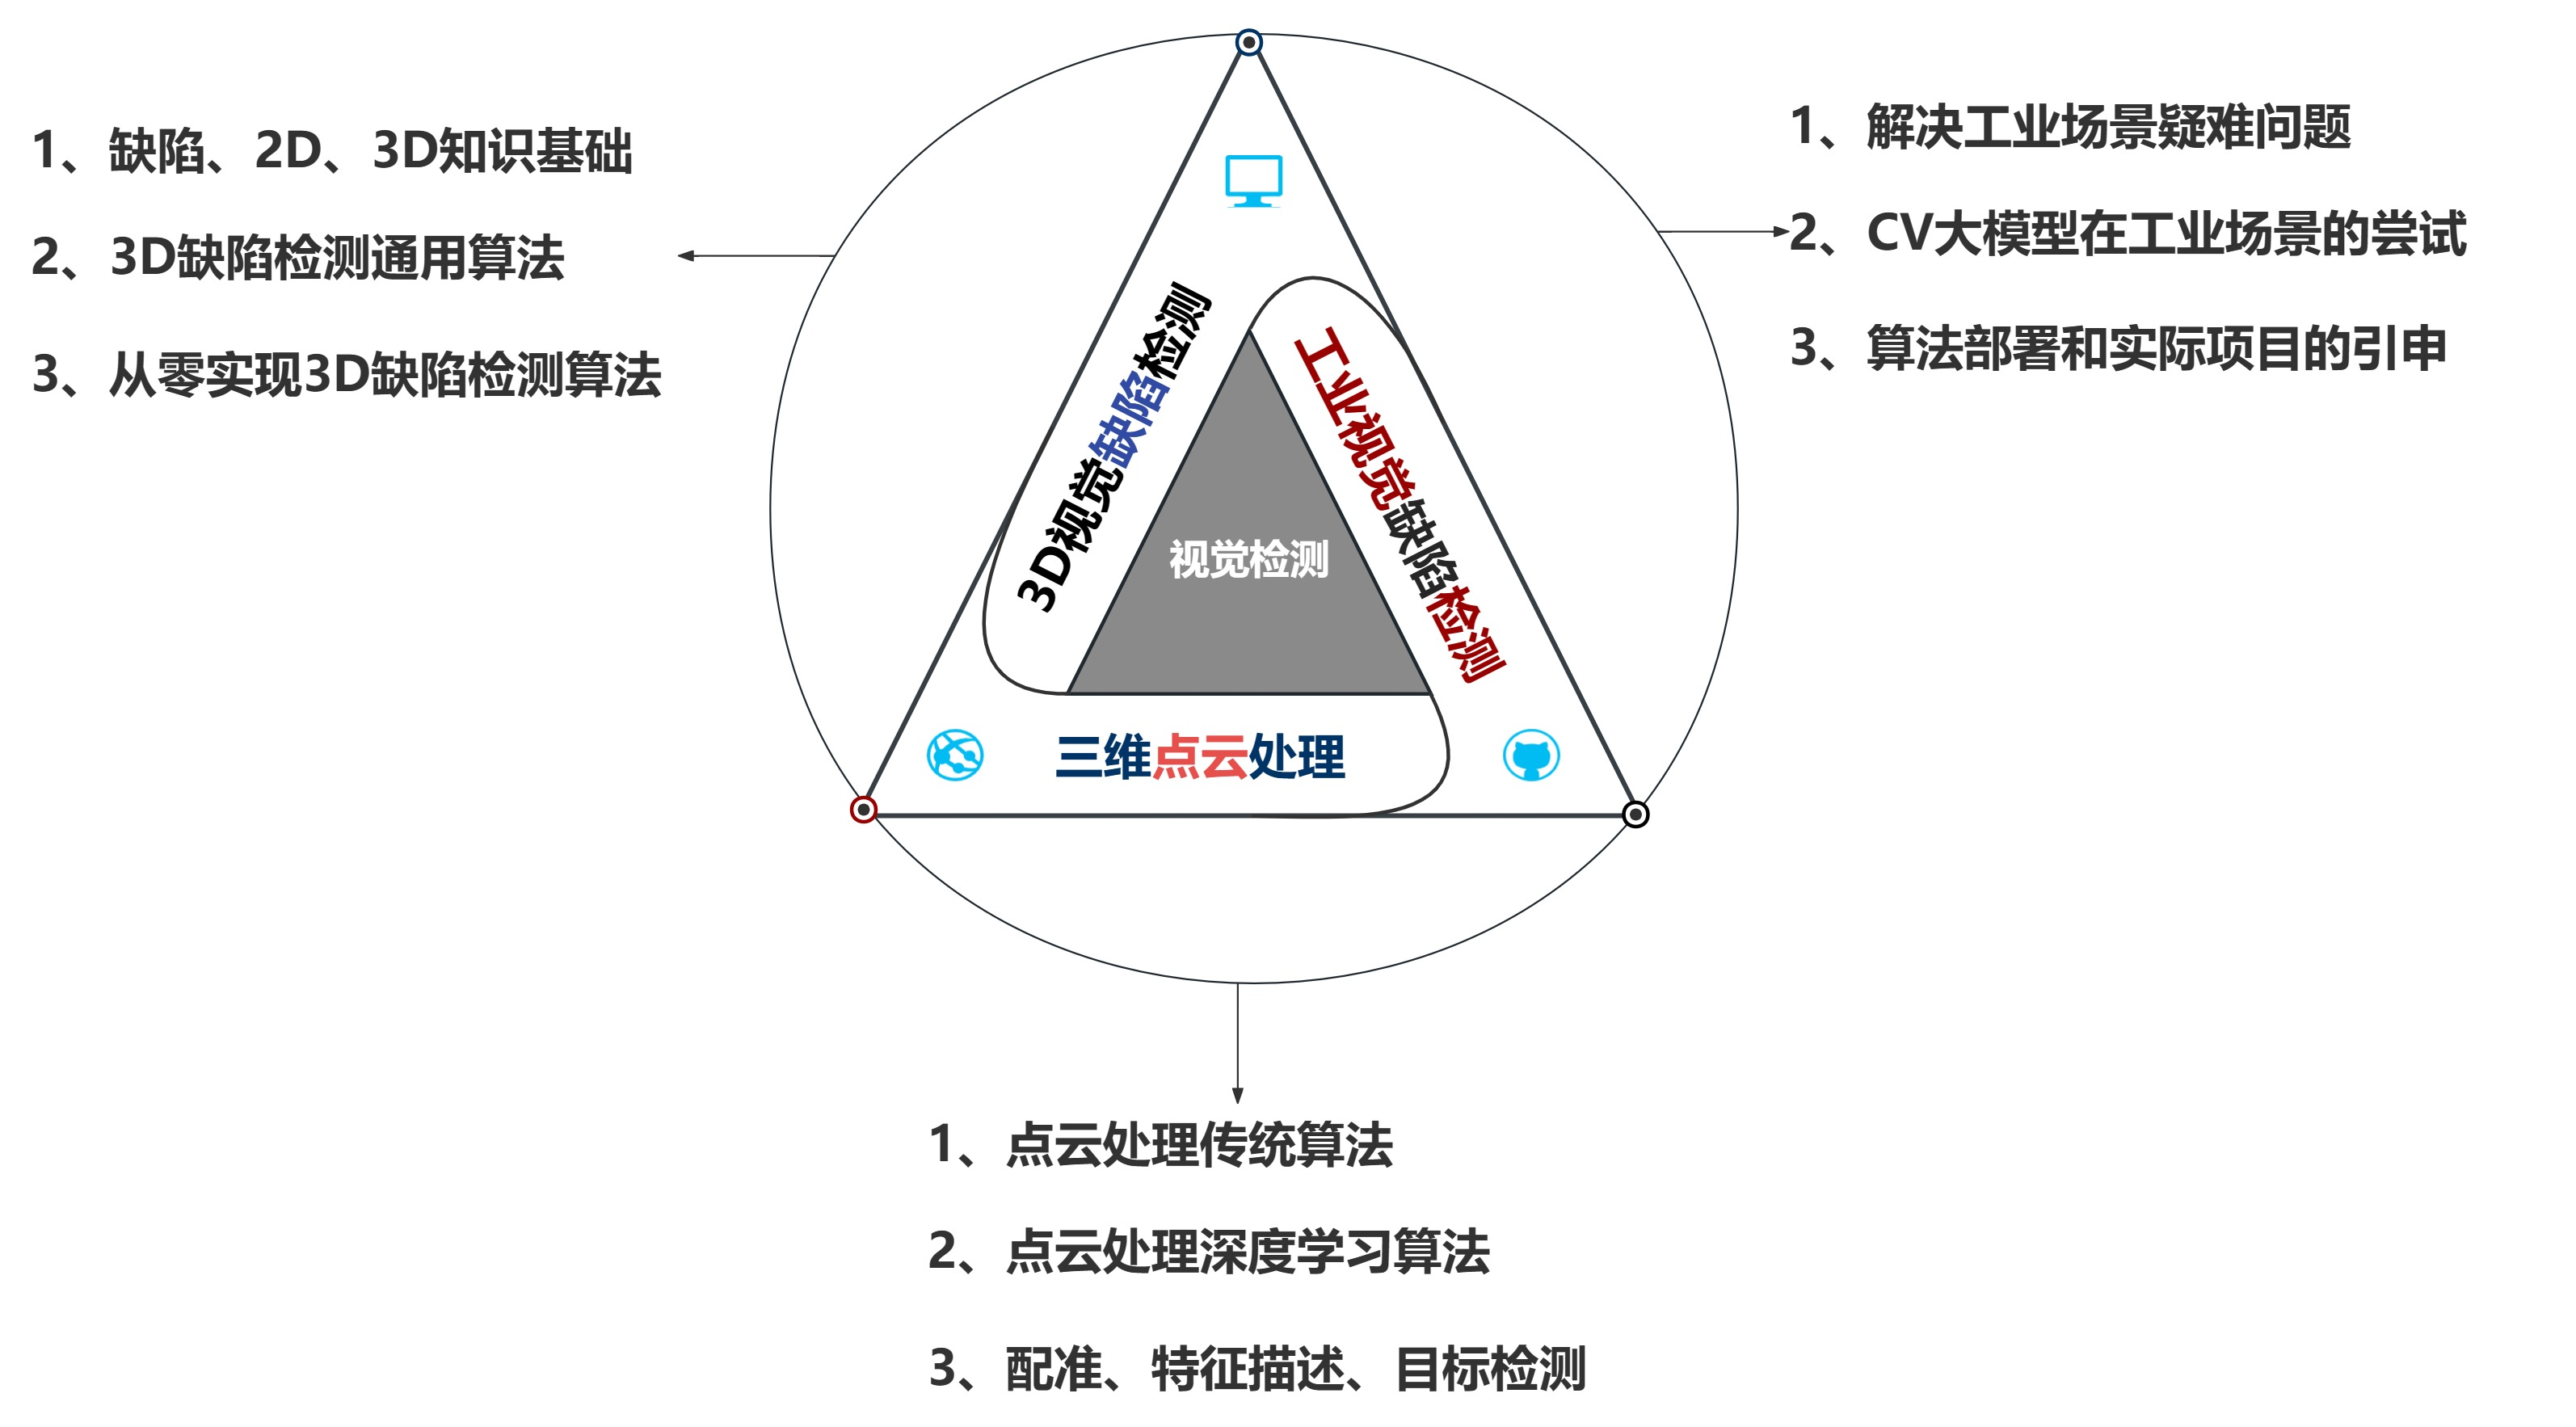 1、缺陷、2D、3D知识基础
2、3D缺陷检测通用算法
3、从零实现3D缺陷检测算法
1、解决工业场景疑难问题
2、CV大模型在工业场景的尝试
3、算法部署和实际项目的引申
3D视觉缺陷检测
工业视觉缺陷检测
视觉检测
三维点云处理
1、点云处理传统算法
2、点云处理深度学习算法
3、配准、特征描述、目标检测